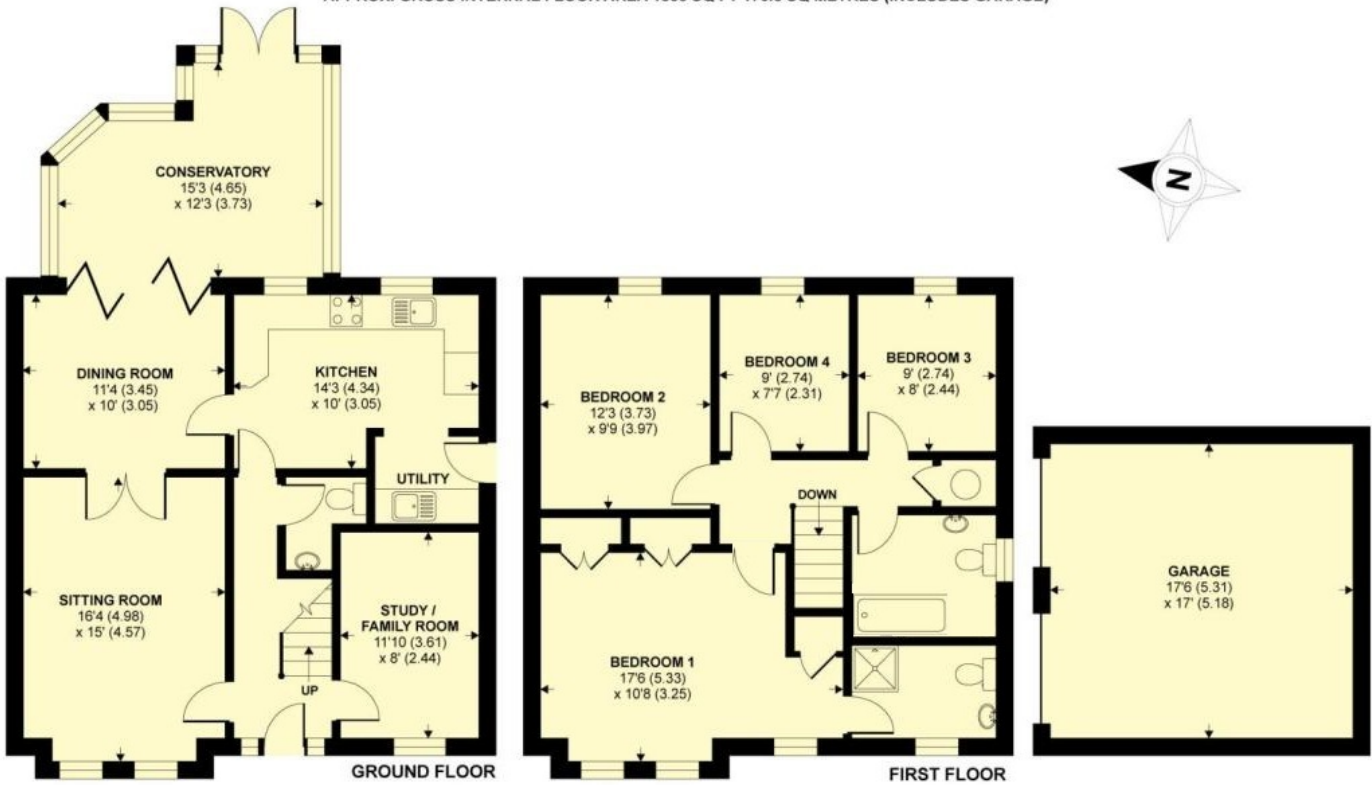 CONSERVATORY
15'3 (4.65)
x 12'3 (3.73)
N
DINING ROOM
11'4 (3.45)
x 10' (3.05)
KITCHEN
14'3 (4.34)
x 10' (3.05)
UTILITY
SITTING ROOM
16'4 (4.98)
x 15' (4.57)
STUDY /
FAMILY ROOM
11'10 (3.61)
x 8' (2.44)
UP
GROUND FLOOR
BEDROOM 2
12'3 (3.73)
x 9'9 (3.97)
BEDROOM 4
9' (2.74)
x 7'7 (2.31)
BEDROOM 3
9' (2.74)
x 8' (2.44)
DOWN
BEDROOM 1
17'6 (5.33)
x 10'8 (3.25)
FIRST FLOOR
GARAGE
17'6 (5.31)
x 17' (5.18)